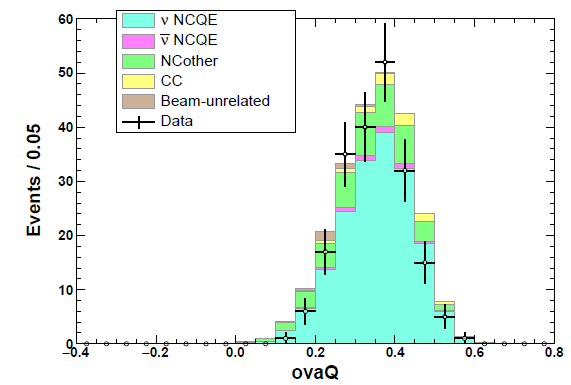 60
50
40
30
20
10
0
Events / 0.05
ν NCQE
ν̅ NCQE
NCother
CC
Beam-unrelated
Data
−0.4 −0.2 0.0 0.2 0.4 0.6 0.8
ovaQ